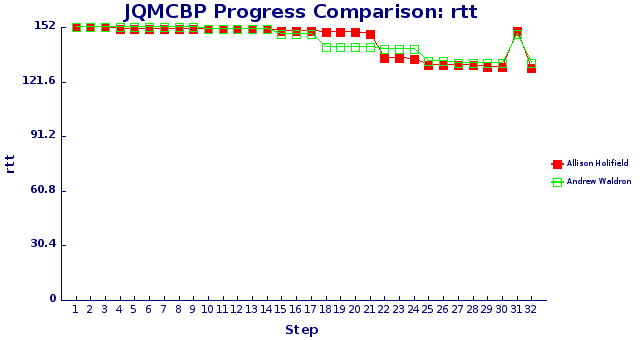 JQMCBP Progress Comparison: rtt
152
121.6
91.2
60.8
30.4
0
rtt
1 2 3 4 5 6 7 8 9 10 11 12 13 14 15 16 17 18 19 20 21 22 23 24 25 26 27 28 29 30 31 32
Step
Allison Holifield
Andrew Waldron